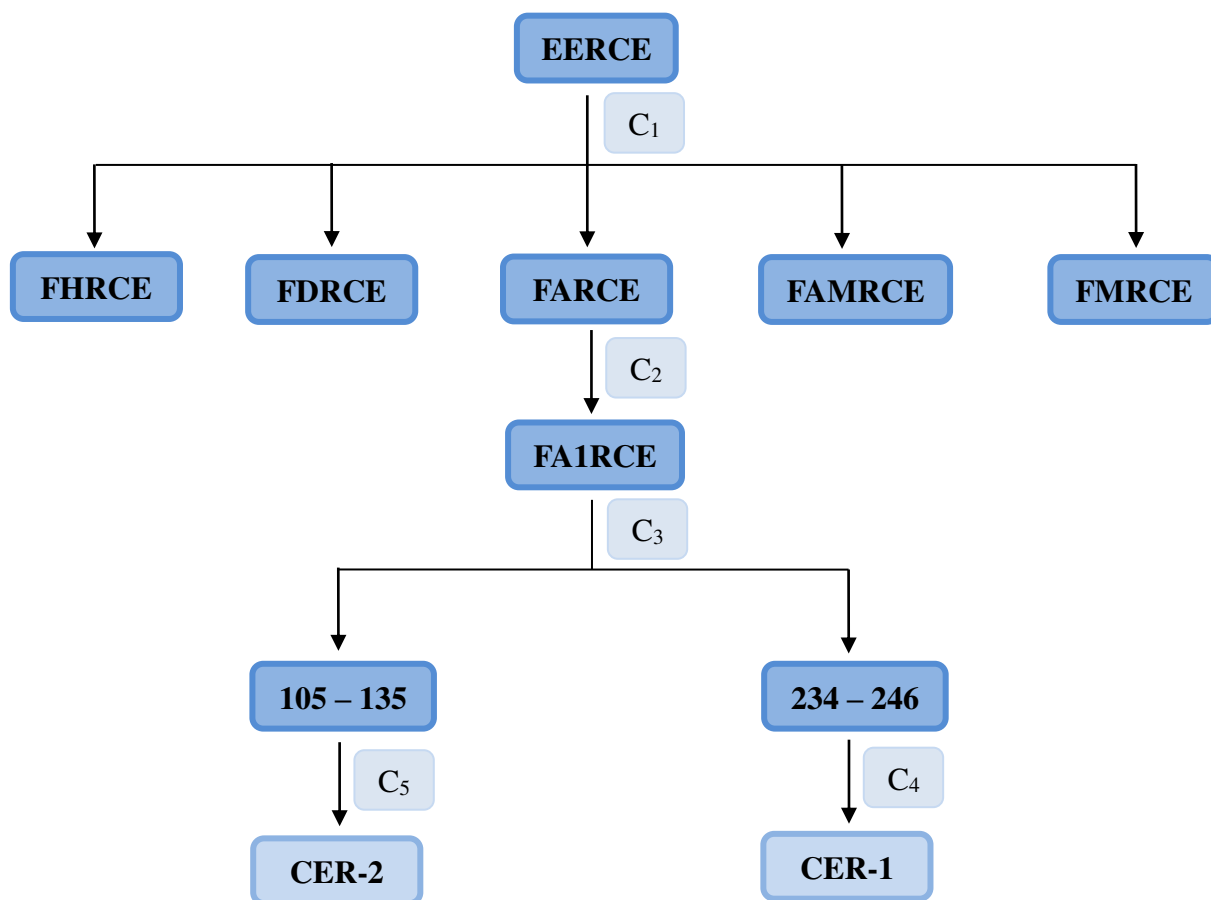 EERCE
C₁
FHRCE
FDRCE
FARCE
FAMRCE
FMRCE
C₂
FA1RCE
C₃
105 – 135
234 – 246
C₅
C₄
CER-2
CER-1